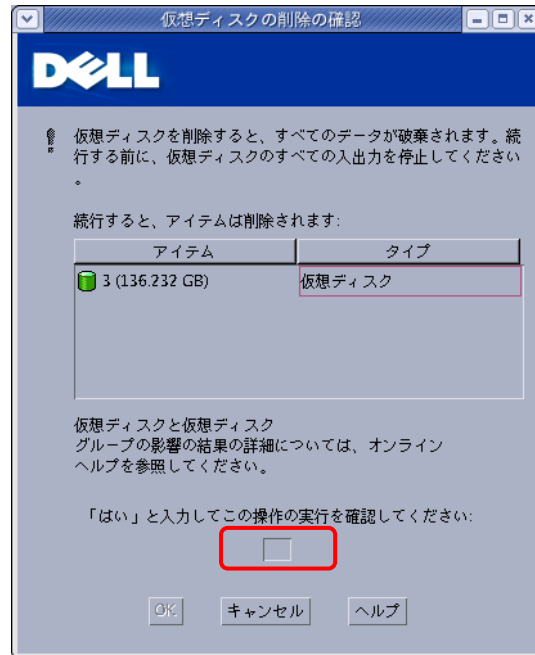 仮想ディスクの削除の確認
DELL
仮想ディスクを削除すると、すべてのデータが破棄されます。続
行する前に、仮想ディスクのすべての入出力を停止してください
。
続行すると、アイテムは削除されます:
アイテム タイプ
3 (136.232 GB) 仮想ディスク
仮想ディスクと仮想ディスク
グループの影響の結果の詳細については、オンライン
ヘルプを参照してください。
「はい」と入力してこの操作の実行を確認してください:
OK キャンセル ヘルプ